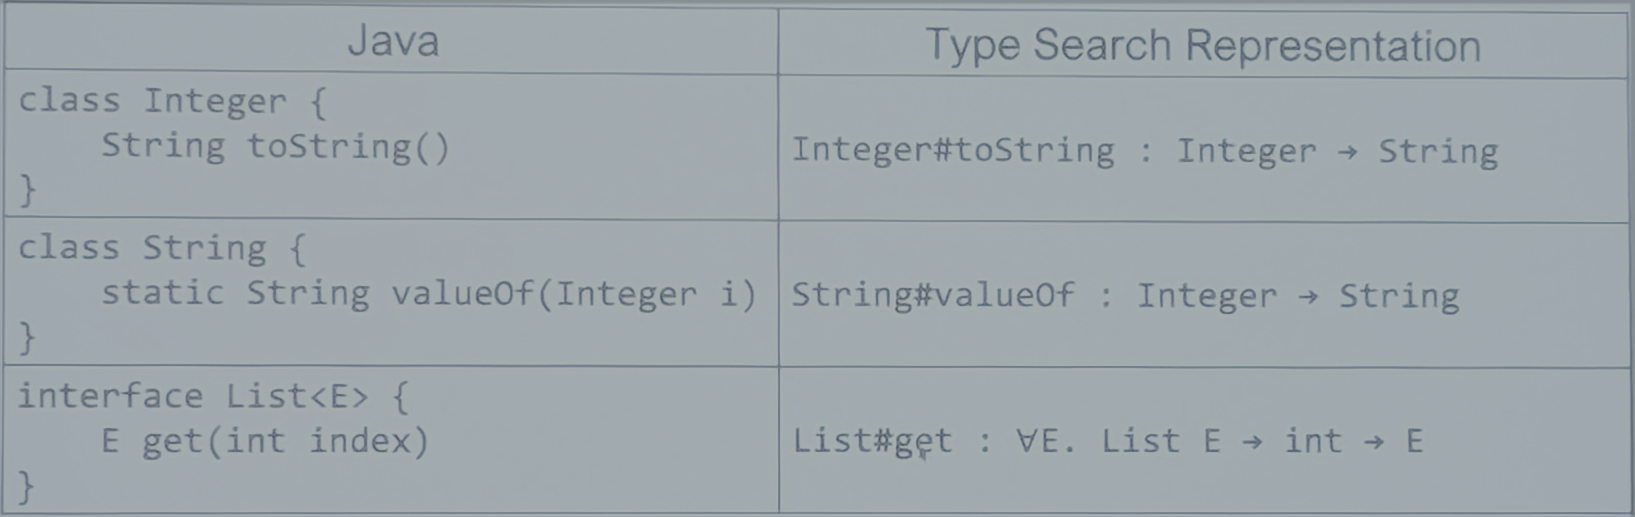 Java
Type Search Representation
class Integer {
    String toString()
}
Integer#toString : Integer → String
class String {
    static String valueOf(Integer i)
}
String#valueOf : Integer → String
interface List<E> {
    E get(int index)
}
List#get : ∀E. List E → int → E